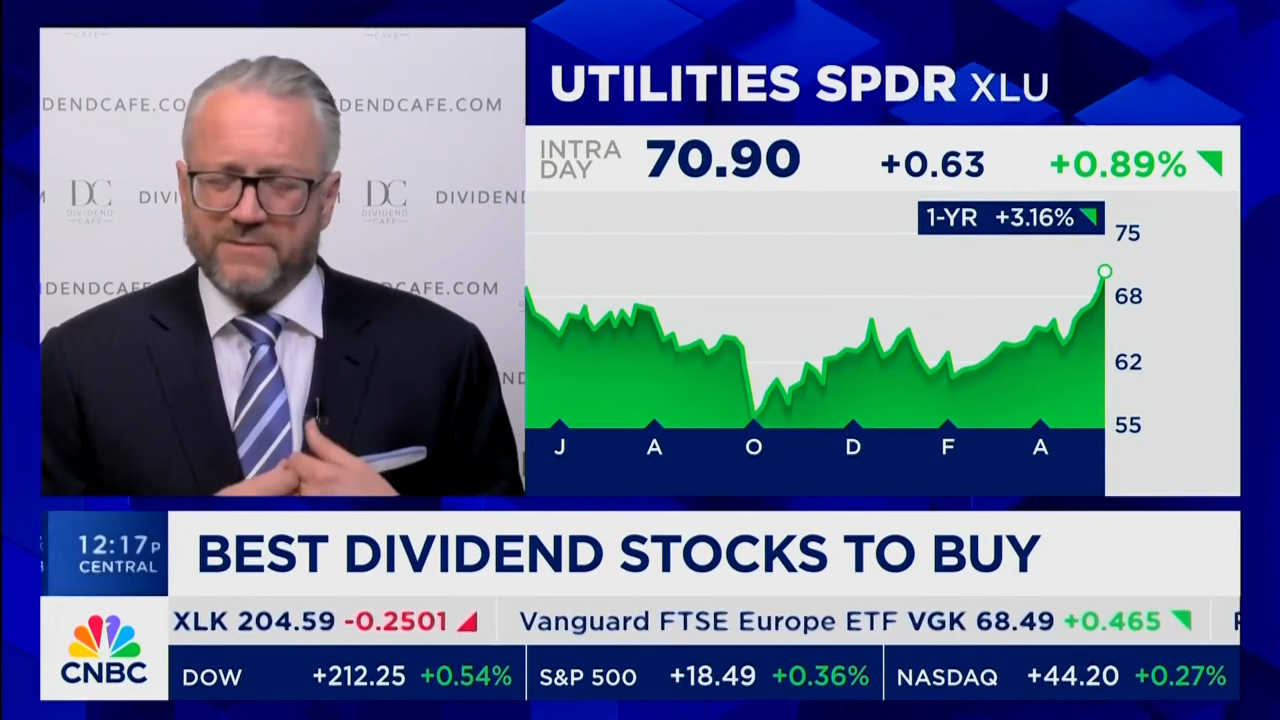 DIVIDEND CAFE
DENDCAFE.CO
DENDCAFE.COM
M
DC
DIVIDEND
CAFE
DIVI
DC
DIVIDEND
CAFE
DIVIDEND
DENDCAFE
DCAFE.COM
UTILITIES SPDR XLU
INTRA DAY 70.90 +0.63 +0.89%
1-YR +3.16%
75
68
62
55
J A O D F A
12:17P CENTRAL
BEST DIVIDEND STOCKS TO BUY
XLK 204.59 -0.2501 Vanguard FTSE Europe ETF VGK 68.49 +0.465
CNBC
DOW +212.25 +0.54% S&P 500 +18.49 +0.36% NASDAQ +44.20 +0.27%